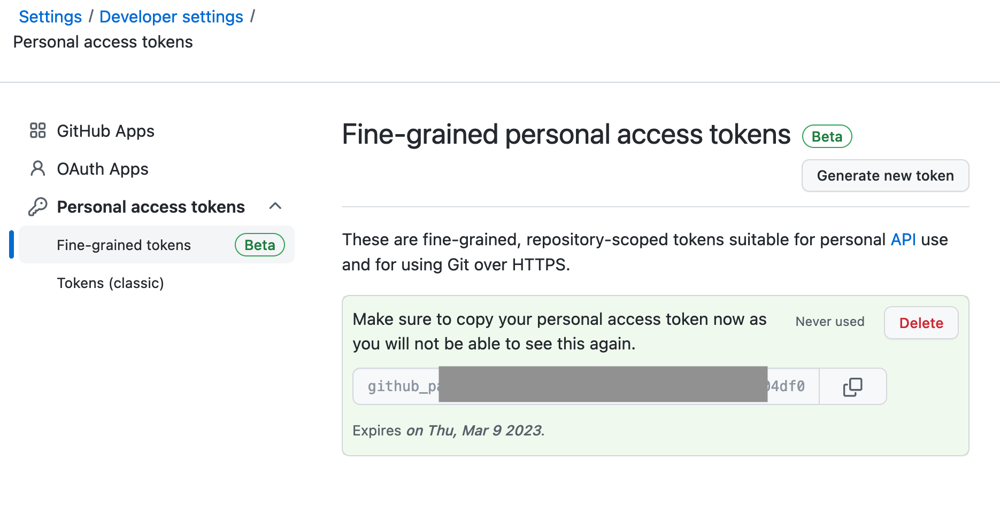 Settings / Developer settings /
Personal access tokens
GitHub Apps
OAuth Apps
Personal access tokens
Fine-grained tokens Beta
Tokens (classic)
Fine-grained personal access tokens Beta
Generate new token
These are fine-grained, repository-scoped tokens suitable for personal API use
and for using Git over HTTPS.
Make sure to copy your personal access token now as
you will not be able to see this again.
Never used
Delete
github_p
4df0
Expires on Thu, Mar 9 2023.